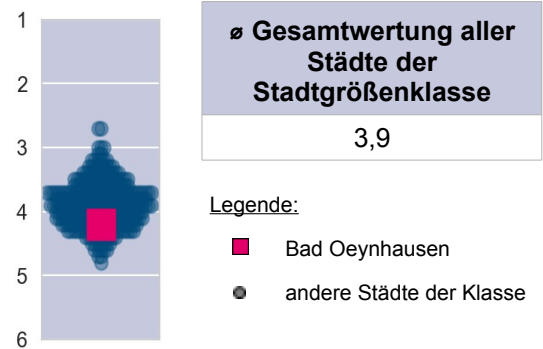 1
2
3
4
5
6
ø Gesamtwertung aller
Städte der
Stadtgrößenklasse
3,9
Legende:
Bad Oeynhausen
andere Städte der Klasse